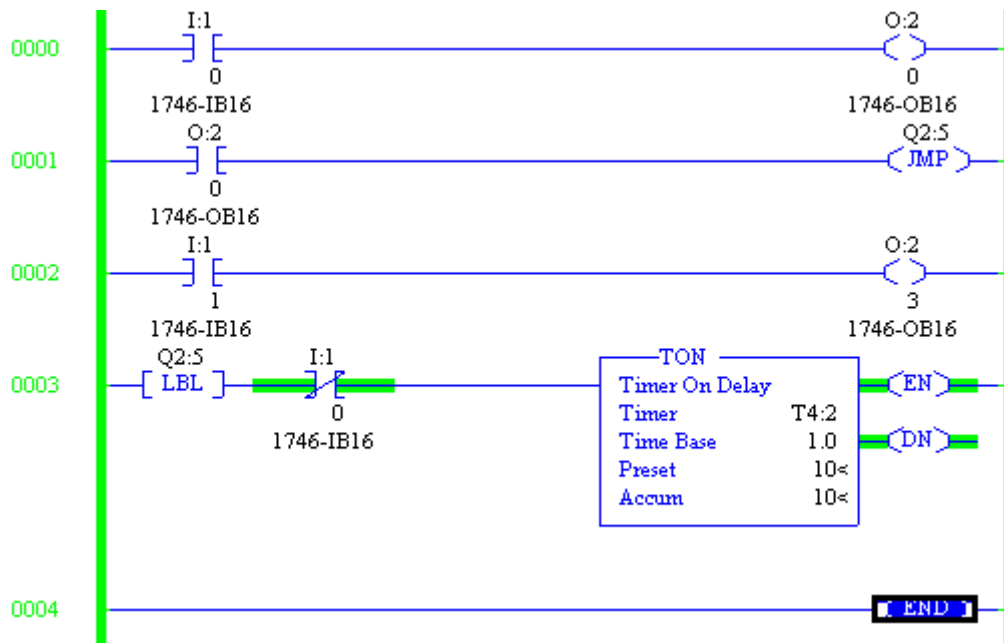 I:1 O:2
0000
0 0
1746-IB16 1746-OB16
O:2 Q2:5
0001 JMP
0
1746-OB16
I:1 O:2
0002
1 3
1746-IB16 1746-OB16
Q2:5 I:1 TON
0003 LBL Timer On Delay EN
0 Timer T4:2
1746-IB16 Time Base 1.0 DN
Preset 10<
Accum 10<
0004 END